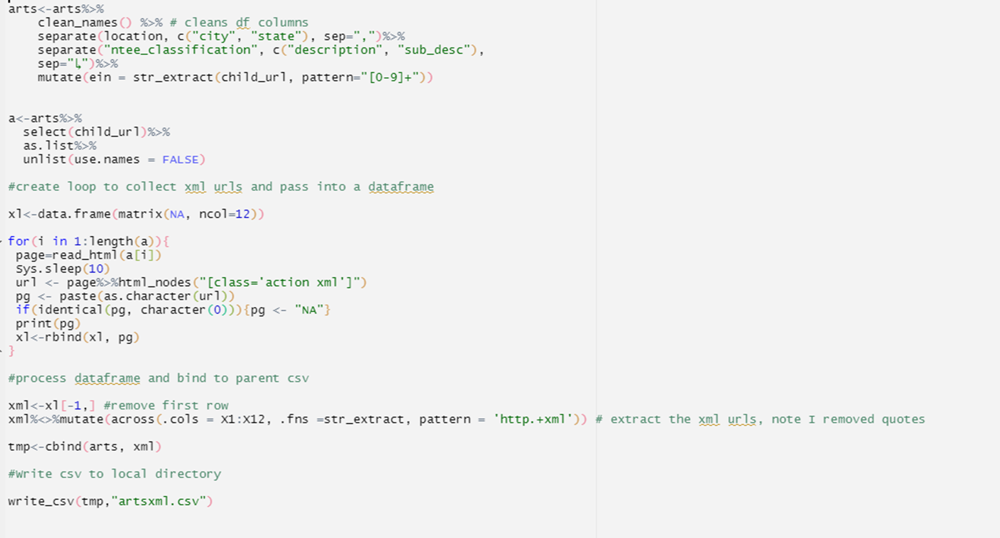 arts<-arts%>%
    clean_names() %>% # cleans df columns
    separate(location, c("city", "state"), sep=",")%>%
    separate("ntee_classification", c("description", "sub_desc"),
    sep="↳")%>%
    mutate(ein = str_extract(child_url, pattern="[0-9]+"))
a<-arts%>%
  select(child_url)%>%
  as.list%>%
  unlist(use.names = FALSE)
#create loop to collect xml urls and pass into a dataframe
xl<-data.frame(matrix(NA, ncol=12))
for(i in 1:length(a)){
 page=read_html(a[i])
 Sys.sleep(10)
 url <- page%>%html_nodes("[class='action xml']")
 pg <- paste(as.character(url))
 if(identical(pg, character(0))){pg <- "NA"}
 print(pg)
 xl<-rbind(xl, pg)
}
#process dataframe and bind to parent csv
xml<-xl[-1,] #remove first row
xml%<>%mutate(across(.cols = X1:X12, .fns =str_extract, pattern = 'http.+xml')) # extract the xml urls, note I removed quotes
tmp<-cbind(arts, xml)
#Write csv to local directory
write_csv(tmp,"artsxml.csv")